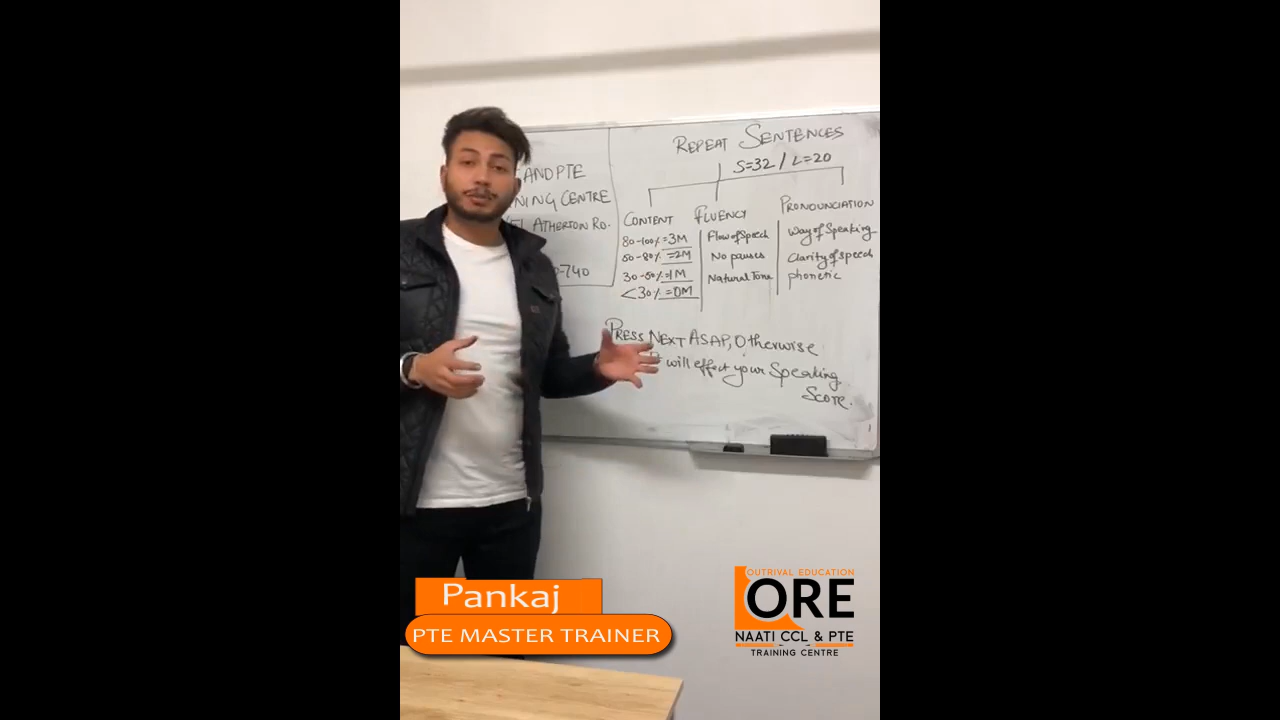 REPEAT SENTENCES
S=32 / L=20
ANDPTE
NING CENTRE
ATHERTON RD.
-740
CONTENT
80-100% =3M
50-80% =2M
30-50% =1M
<30% =0M
FLUENCY
Flow of Speech
No pauses
Natural Tone
PRONOUNCIATION
Way of Speaking
Clarity of speech
phonetic
PRESS NEXT ASAP, Otherwise
will effect your Speaking
Score.
Pankaj
PTE MASTER TRAINER
OUTRIVAL EDUCATION
ORE
NAATI CCL & PTE
TRAINING CENTRE